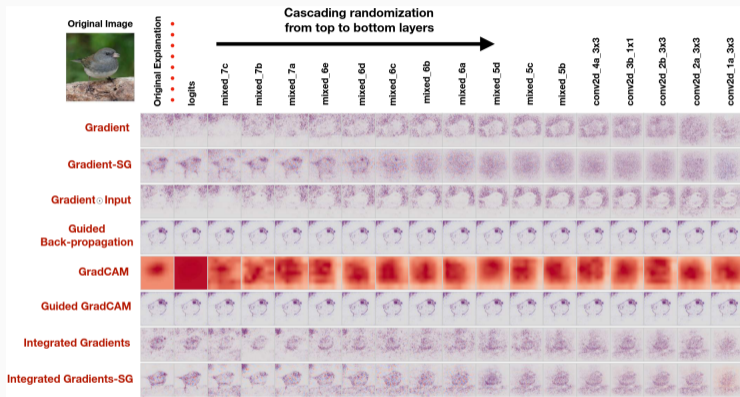 Cascading randomization
from top to bottom layers
Original Image
Original Explanation
logits
mixed_7c
mixed_7b
mixed_7a
mixed_6e
mixed_6d
mixed_6c
mixed_6b
mixed_6a
mixed_5d
mixed_5c
mixed_5b
conv2d_4a_3x3
conv2d_3b_1x1
conv2d_2b_3x3
conv2d_2a_3x3
conv2d_1a_3x3
Gradient
Gradient-SG
Gradient⊙Input
Guided
Back-propagation
GradCAM
Guided GradCAM
Integrated Gradients
Integrated Gradients-SG